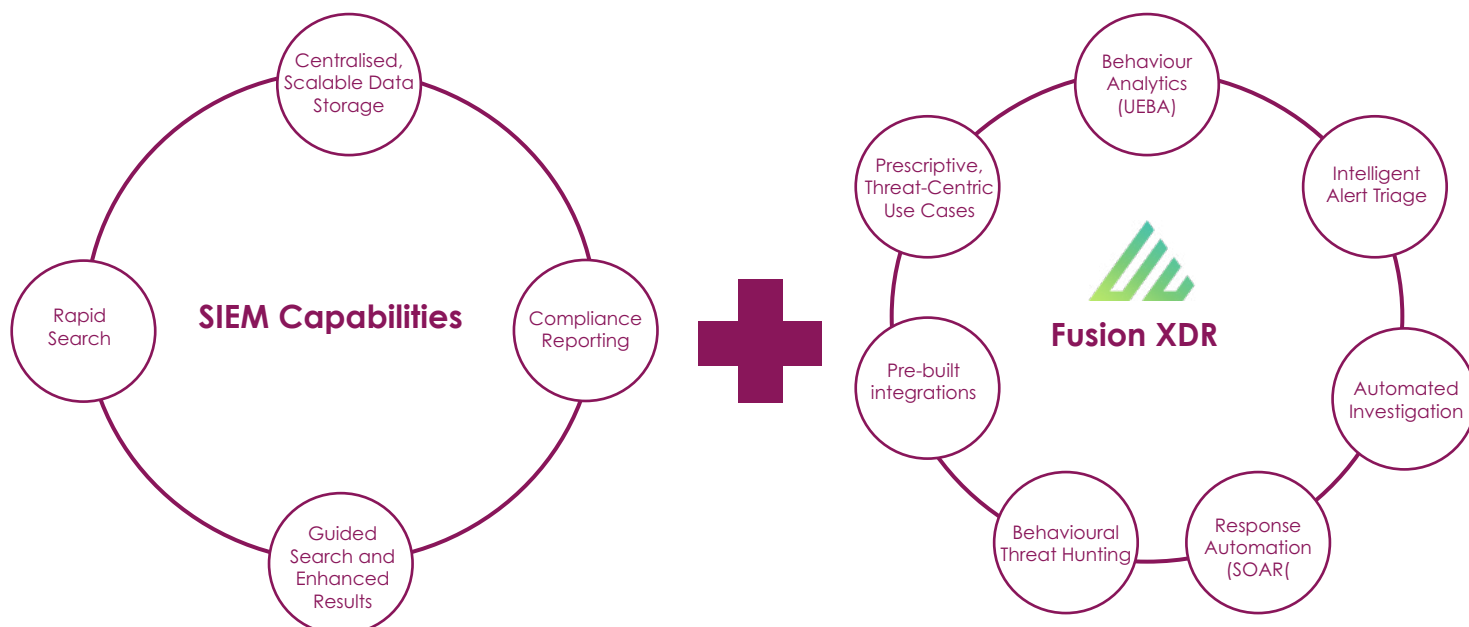 Centralised,
Scalable Data
Storage
Rapid
Search
SIEM Capabilities
Compliance
Reporting
Guided
Search and
Enhanced
Results
Behaviour
Analytics
(UEBA)
Prescriptive,
Threat-Centric
Use Cases
Intelligent
Alert Triage
Fusion XDR
Pre-built
integrations
Automated
Investigation
Behavioural
Threat Hunting
Response
Automation
(SOAR(